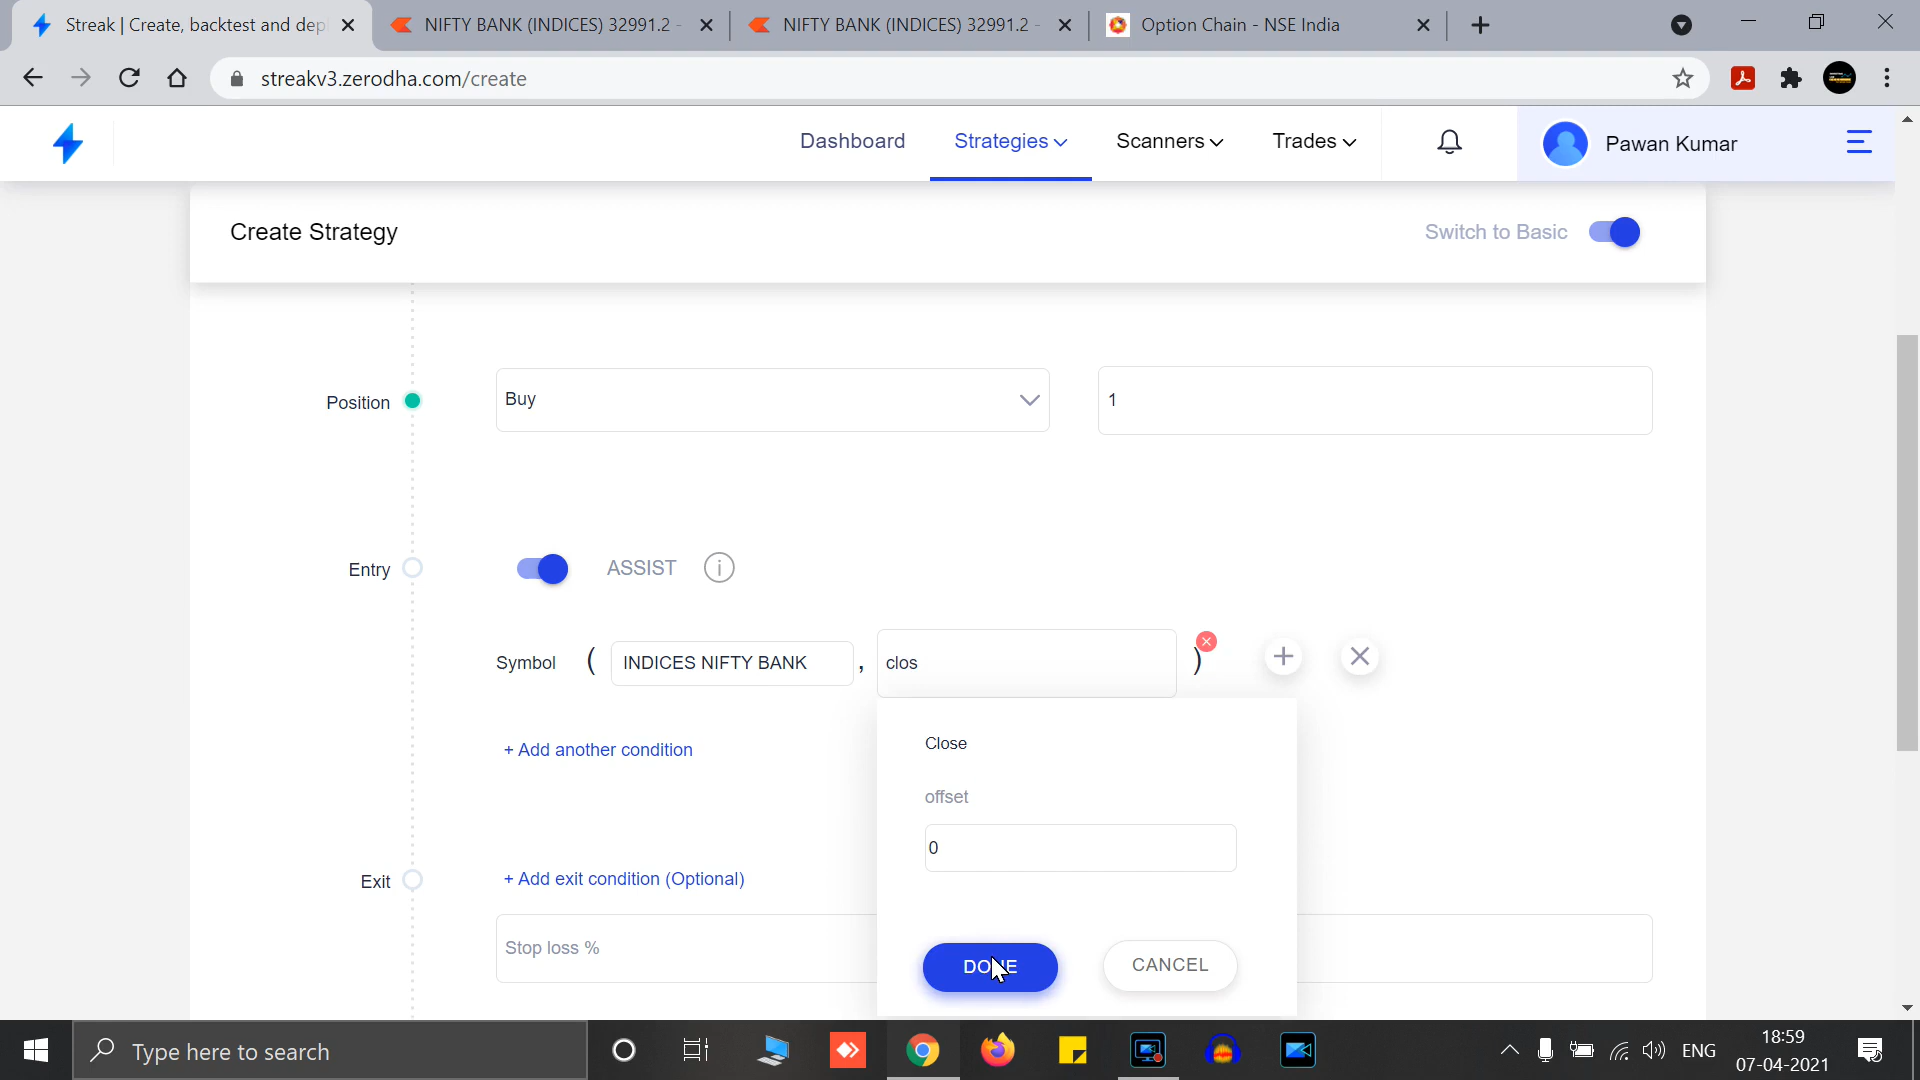 Streak | Create, backtest and dep
NIFTY BANK (INDICES) 32991.2 -
NIFTY BANK (INDICES) 32991.2 -
Option Chain - NSE India
streakv3.zerodha.com/create
Dashboard
Strategies
Scanners
Trades
Pawan Kumar
Create Strategy
Switch to Basic
Position
Buy
1
Entry
ASSIST
Symbol ( INDICES NIFTY BANK , clos )
Close
+ Add another condition
offset
0
Exit
+ Add exit condition (Optional)
Stop loss %
DONE
CANCEL
Type here to search
ENG
18:59
07-04-2021